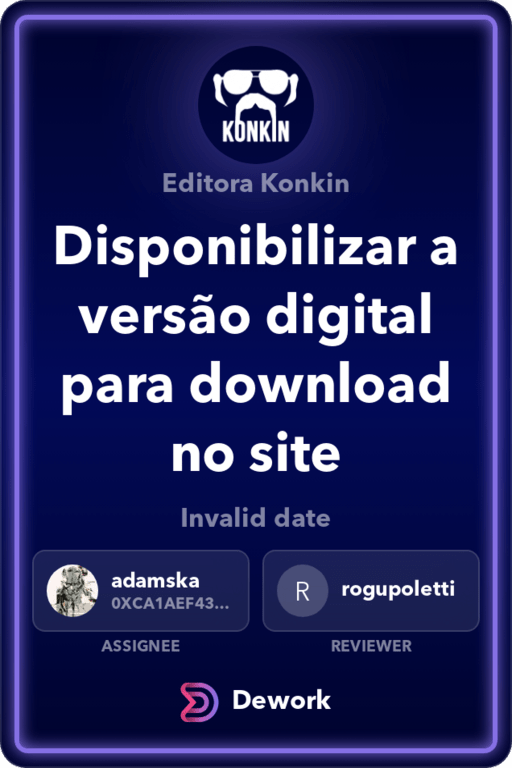 KONKIN
Editora Konkin
Disponibilizar a
versão digital
para download
no site
Invalid date
adamska
0XCA1AEF43...
ASSIGNEE
R
rogupoletti
REVIEWER
Dework